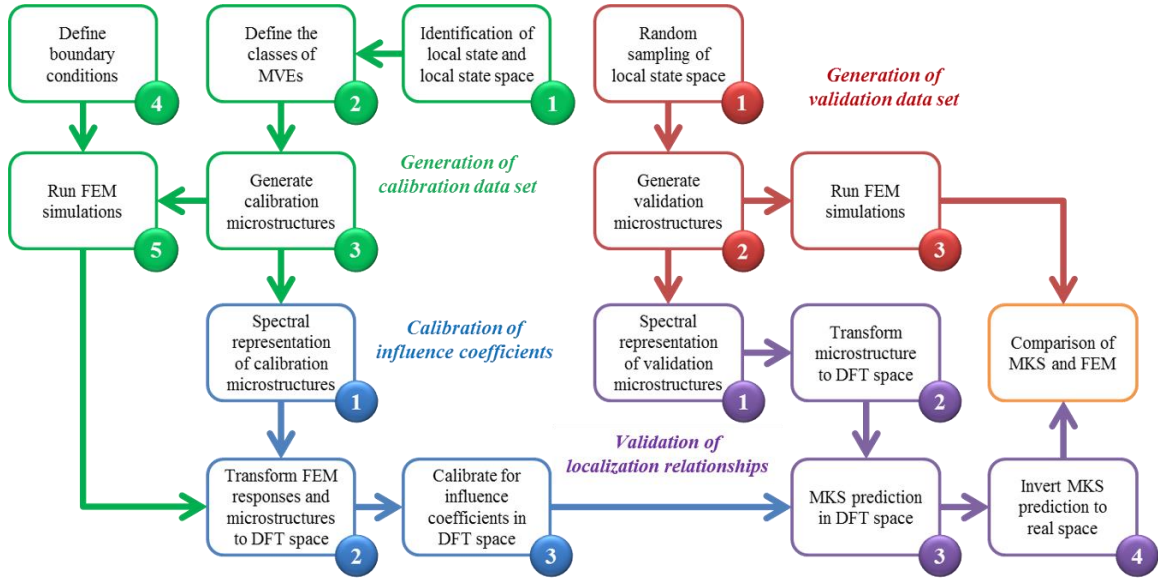 Define
boundary
conditions
4
Define the
classes of
MVEs
2
Identification of
local state and
local state space
1
Random
sampling of
local state space
1
Generation of
validation data set
Run FEM
simulations
5
Generate
calibration
microstructures
3
Generation of
calibration data set
Generate
validation
microstructures
2
Run FEM
simulations
3
Spectral
representation
of calibration
microstructures
1
Calibration of
influence coefficients
Spectral
representation
of validation
microstructures
1
Transform
microstructure
to DFT space
2
Comparison of
MKS and FEM
Validation of
localization relationships
Transform FEM
responses and
microstructures
to DFT space
2
Calibrate for
influence
coefficients in
DFT space
3
MKS prediction
in DFT space
3
Invert MKS
prediction to
real space
4